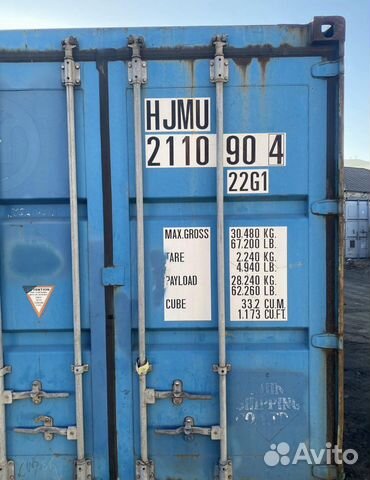 HJMU
2110 90 4
22G1
MAX.GROSS 30.480 KG.
67.200 LB.
TARE 2.240 KG.
4.940 LB.
PAYLOAD 28.240 KG.
62.260 LB.
CUBE 33.2 CU.M.
1.173 CU.FT.
SHIPPING
Avito